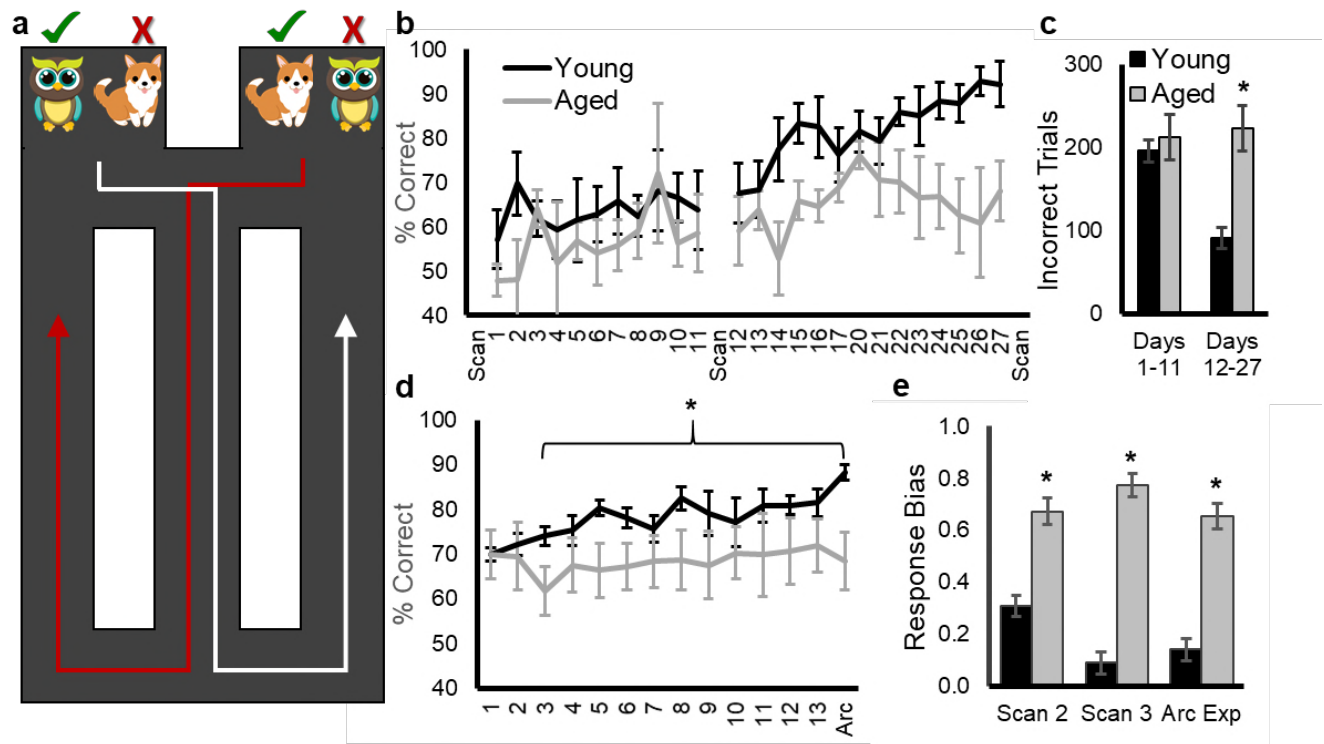 a
X
X
b
100
90
80
70
60
50
40
% Correct
Young
Aged
Scan
1
2
3
4
5
6
7
8
9
10
11
Scan
12
13
14
15
16
17
20
21
22
23
24
25
26
27
Scan
c
300
200
100
0
Incorrect Trials
Young
Aged
*
Days
1-11
Days
12-27
d
100
90
80
70
60
50
40
% Correct
*
1
2
3
4
5
6
7
8
9
10
11
12
13
Arc
e
1.0
0.8
0.6
0.4
0.2
0.0
Response Bias
* * *
Scan 2 Scan 3 Arc Exp